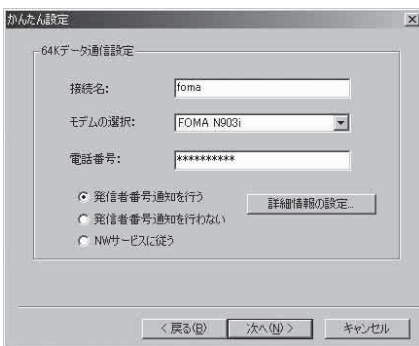 かんたん設定
64Kデータ通信設定
接続名: foma
モデムの選択: FOMA N903i
電話番号: **********
発信者番号通知を行う
詳細情報の設定...
発信者番号通知を行わない
NWサービスに従う
< 戻る(B) 次へ(N) > キャンセル